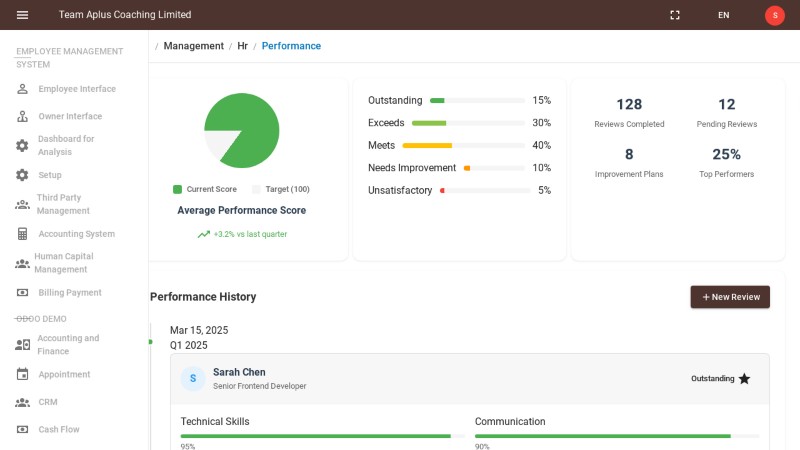 Team Aplus Coaching Limited
EN
S
EMPLOYEE MANAGEMENT
SYSTEM
Employee Interface
Owner Interface
Dashboard for
Analysis
Setup
Third Party
Management
Accounting System
Human Capital
Management
Billing Payment
ODOO DEMO
Accounting and
Finance
Appointment
CRM
Cash Flow
/ Management / Hr / Performance
Current Score
Target (100)
Average Performance Score
+3.2% vs last quarter
Outstanding 15%
Exceeds 30%
Meets 40%
Needs Improvement 10%
Unsatisfactory 5%
128
Reviews Completed
12
Pending Reviews
8
Improvement Plans
25%
Top Performers
Performance History
+ New Review
Mar 15, 2025
Q1 2025
S
Sarah Chen
Senior Frontend Developer
Outstanding
Technical Skills
95%
Communication
90%